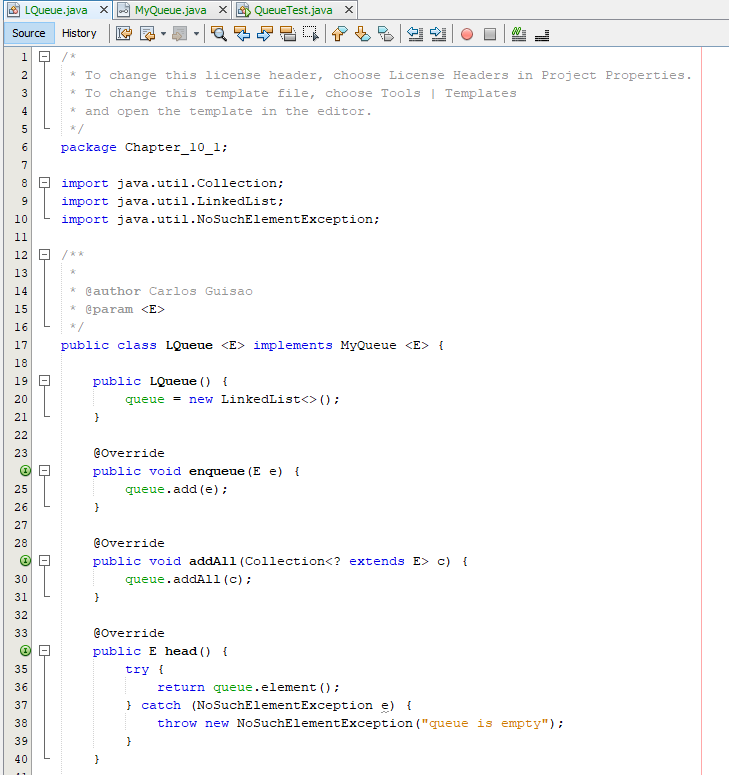 LQueue.java MyQueue.java QueueTest.java
Source History
1 /*
2  * To change this license header, choose License Headers in Project Properties.
3  * To change this template file, choose Tools | Templates
4  * and open the template in the editor.
5  */
6 package Chapter_10_1;
7
8 import java.util.Collection;
9 import java.util.LinkedList;
10 import java.util.NoSuchElementException;
11
12 /**
13  *
14  * @author Carlos Guisao
15  * @param <E>
16  */
17 public class LQueue <E> implements MyQueue <E> {
18
19     public LQueue() {
20         queue = new LinkedList<>();
21     }
22
23     @Override
    public void enqueue(E e) {
25         queue.add(e);
26     }
27
28     @Override
    public void addAll(Collection<? extends E> c) {
30         queue.addAll(c);
31     }
32
33     @Override
    public E head() {
35         try {
36             return queue.element();
37         } catch (NoSuchElementException e) {
38             throw new NoSuchElementException("queue is empty");
39         }
40     }